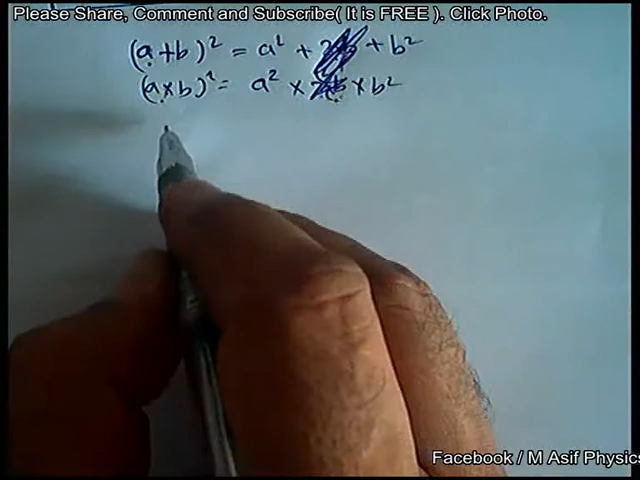 Please Share, Comment and Subscribe( It is FREE ). Click Photo.
(a + b)² = a² + + b²
(a × b)² = a² × × b²
Facebook / M Asif Physics